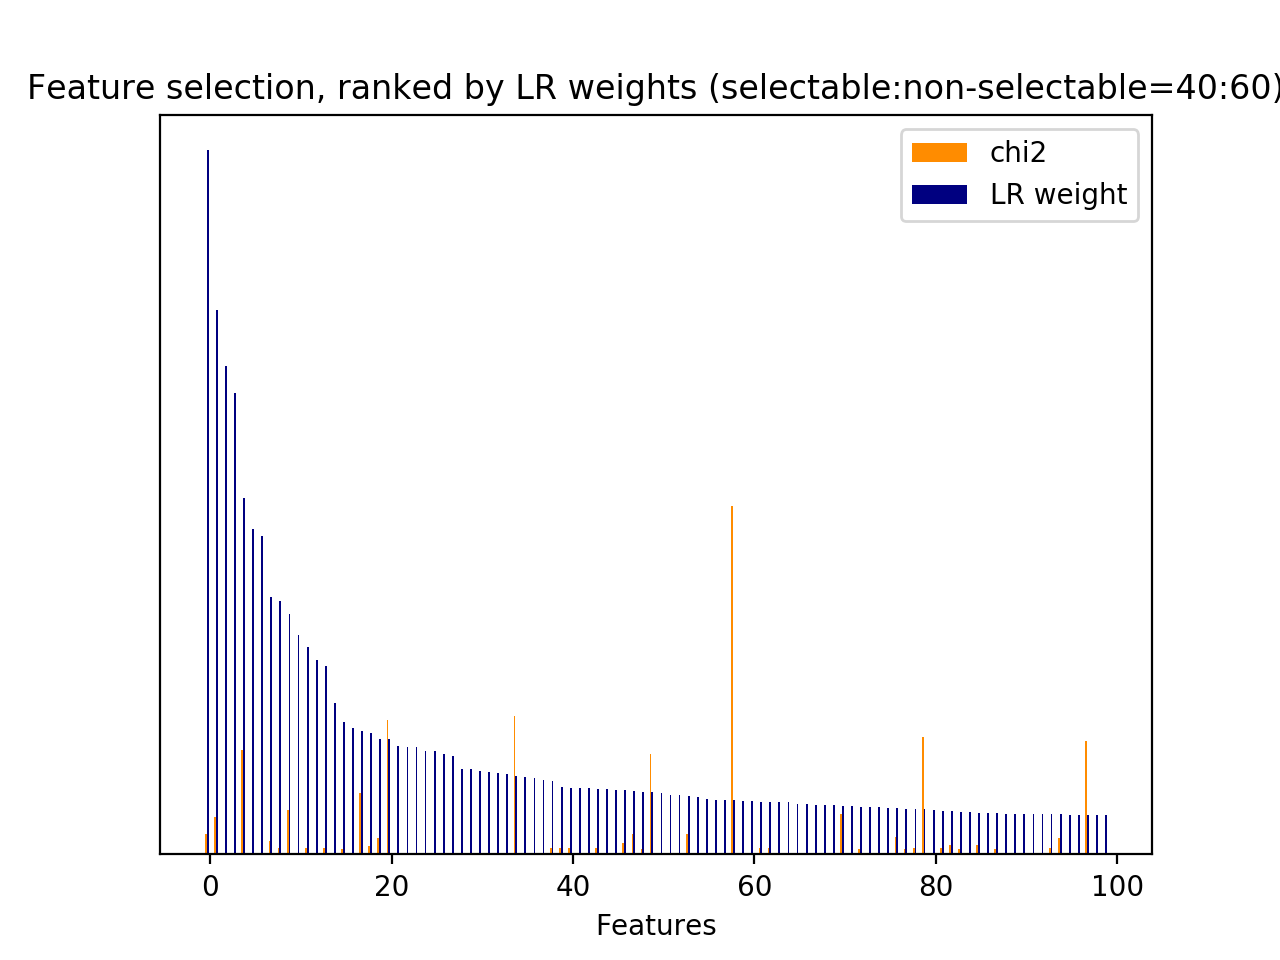 Feature selection, ranked by LR weights (selectable:non-selectable=40:60)
chi2
LR weight
0 20 40 60 80 100
Features